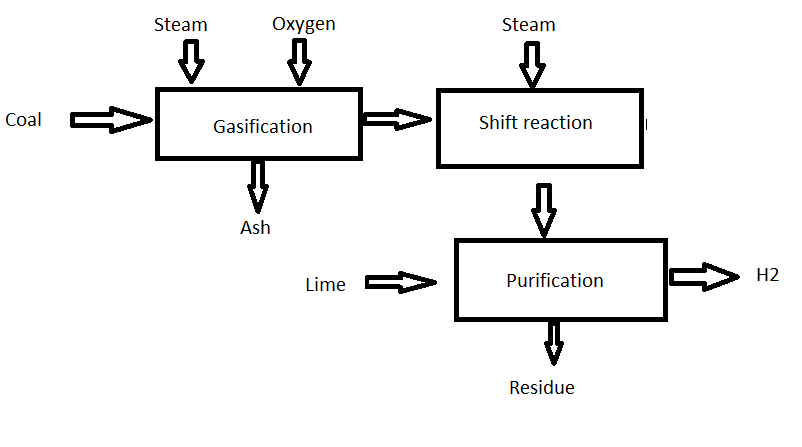 Steam
Oxygen
Steam
Coal
Gasification
Shift reaction
Ash
Lime
Purification
H2
Residue